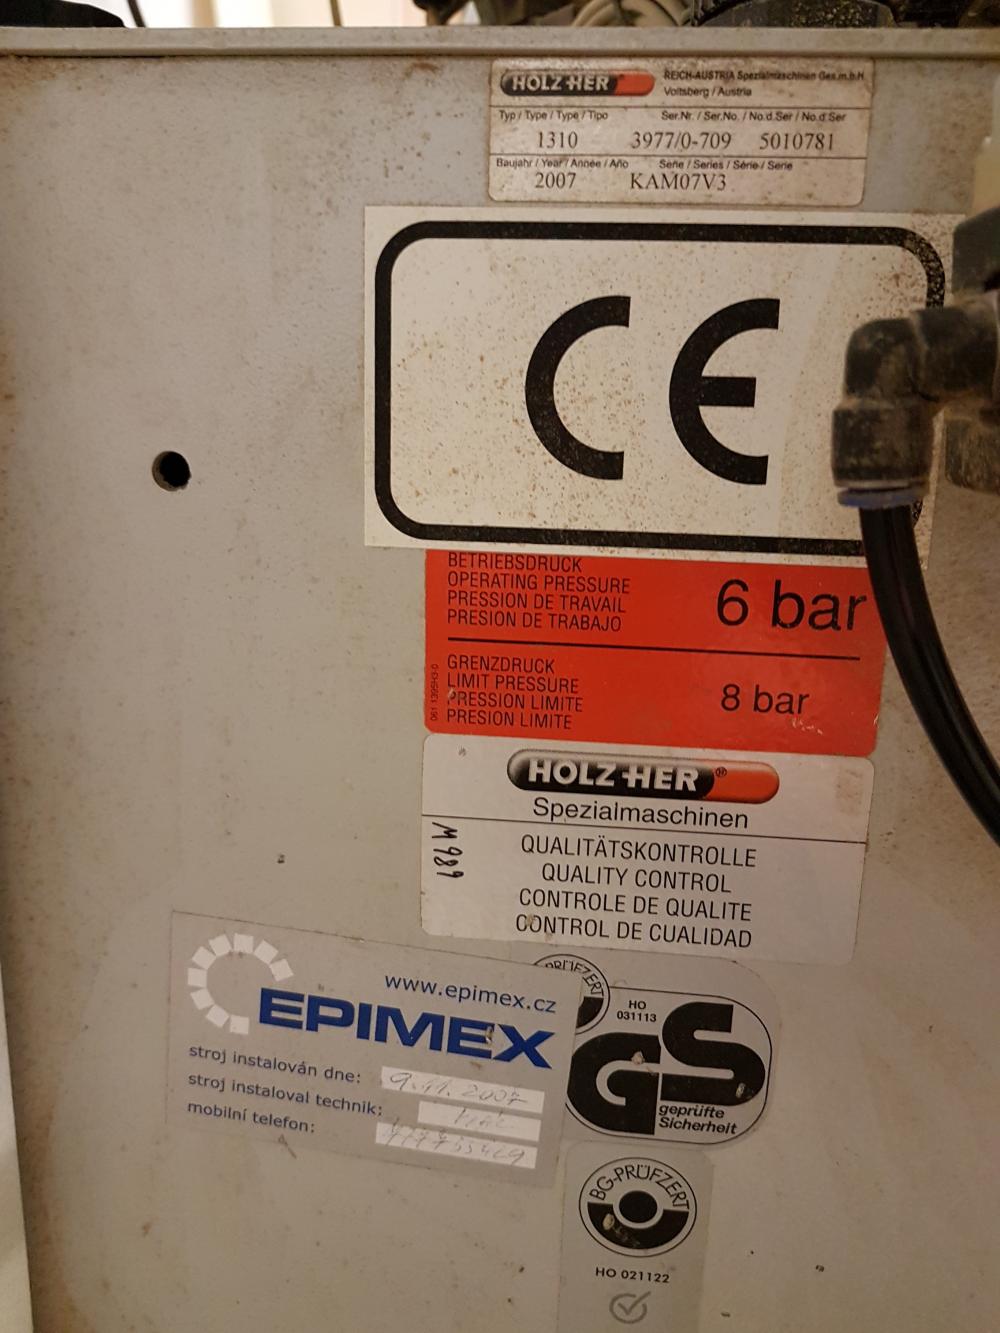 HOLZ-HER REICH-AUSTRIA Spezialmaschinen Ges.m.b.H.
Voitsberg / Austria
Typ / Type / Type / Tipo Ser.Nr. / Ser.No. / No.d.Ser / No.d.Ser
1310 3977/0-709 5010781
Baujahr / Year / Année / Año Serie / Series / Série / Serie
2007 KAM07V3
CE
BETRIEBSDRUCK
OPERATING PRESSURE
PRESSION DE TRAVAIL
PRESION DE TRABAJO
6 bar
GRENZDRUCK
LIMIT PRESSURE
PRESSION LIMITE
PRESION LIMITE
8 bar
HOLZ-HER®
Spezialmaschinen
M989
QUALITÄTSKONTROLLE
QUALITY CONTROL
CONTROLE DE QUALITE
CONTROL DE CUALIDAD
www.epimex.cz
EPIMEX
stroj instalován dne: 9.11.2007
stroj instaloval technik:
mobilní telefon:
HO
031113
GS
geprüfte
Sicherheit
BG-PRÜFZERT
HO 021122